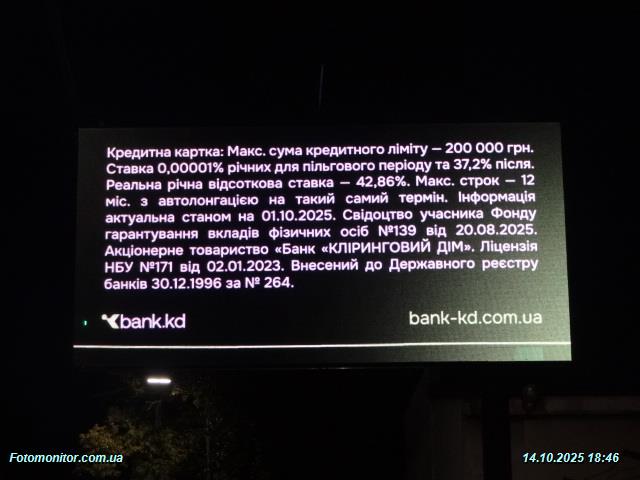 Кредитна картка: Макс. сума кредитного ліміту — 200 000 грн.
Ставка 0,00001% річних для пільгового періоду та 37,2% після.
Реальна річна відсоткова ставка — 42,86%. Макс. строк — 12
міс. з автолонгацією на такий самий термін. Інформація
актуальна станом на 01.10.2025. Свідоцтво учасника Фонду
гарантування вкладів фізичних осіб №139 від 20.08.2025.
Акціонерне товариство «Банк «КЛІРИНГОВИЙ ДІМ». Ліцензія
НБУ №171 від 02.01.2023. Внесений до Державного реєстру
банків 30.12.1996 за № 264.
bank.kd
bank-kd.com.ua
Fotomonitor.com.ua
14.10.2025 18:46